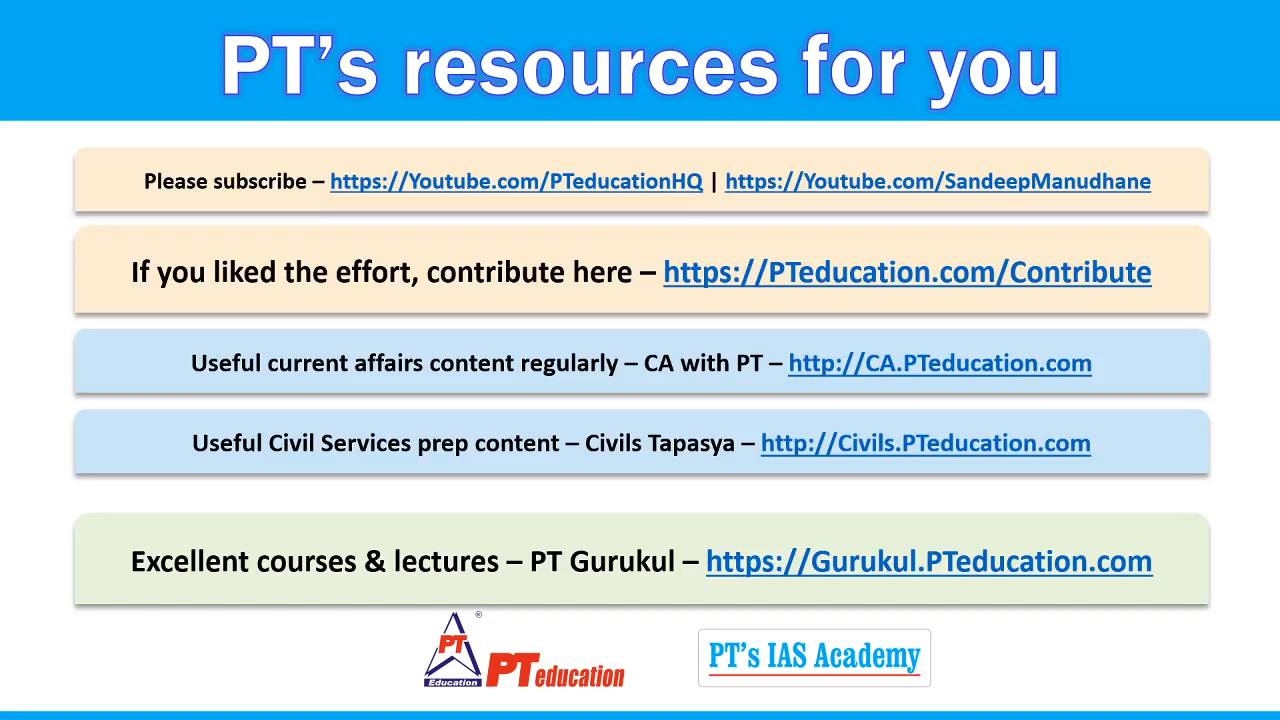 PT’s resources for you
Please subscribe – https://Youtube.com/PTeducationHQ | https://Youtube.com/SandeepManudhane
If you liked the effort, contribute here – https://PTeducation.com/Contribute
Useful current affairs content regularly – CA with PT – http://CA.PTeducation.com
Useful Civil Services prep content – Civils Tapasya – http://Civils.PTeducation.com
Excellent courses & lectures – PT Gurukul – https://Gurukul.PTeducation.com
®
PT
Education
PTeducation
PT’s IAS Academy